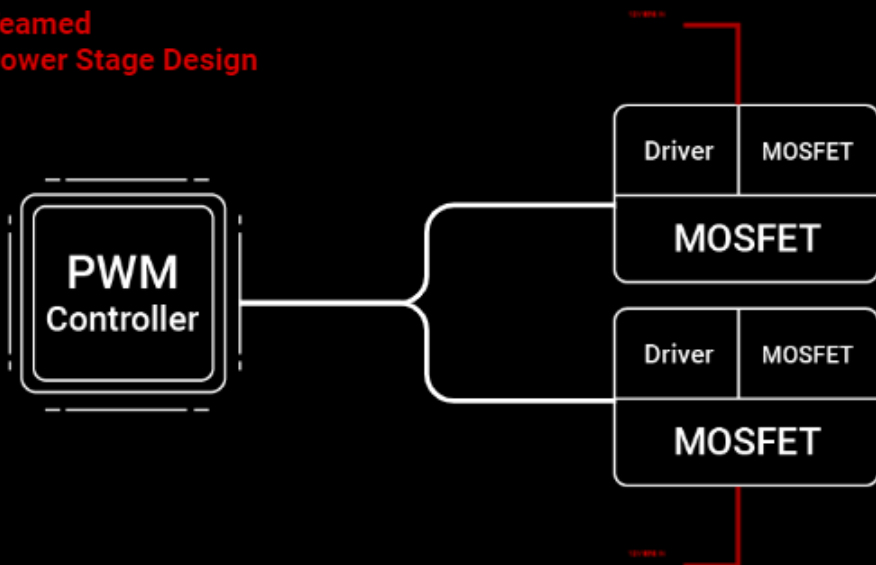 eamed
ower Stage Design
PWM
Controller
Driver
MOSFET
MOSFET
Driver
MOSFET
MOSFET